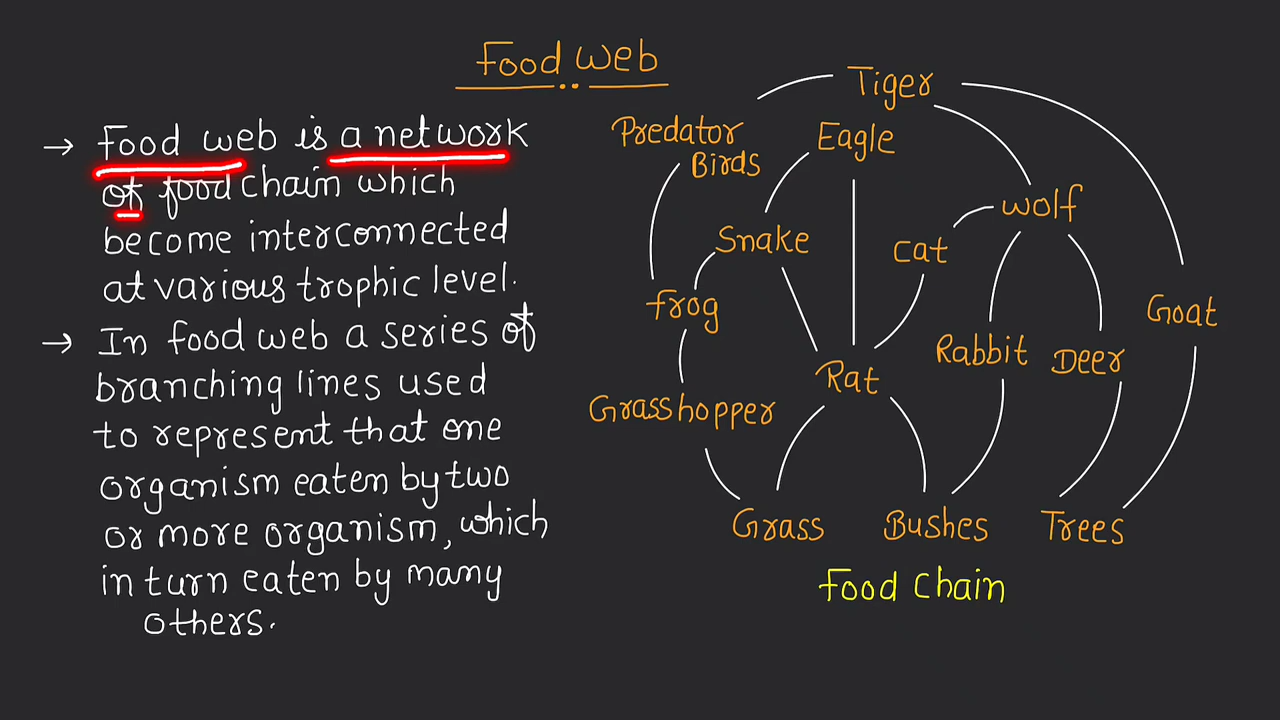 Food web
→ Food web is a network
of food chain which
become interconnected
at various trophic level.
→ In food web a series of
branching lines used
to represent that one
organism eaten by two
or more organism, which
in turn eaten by many
others.
Tiger
Predator
Birds
Eagle
Wolf
Snake
Cat
frog
Goat
Rabbit
Deer
Rat
Grasshopper
Grass
Bushes
Trees
Food Chain